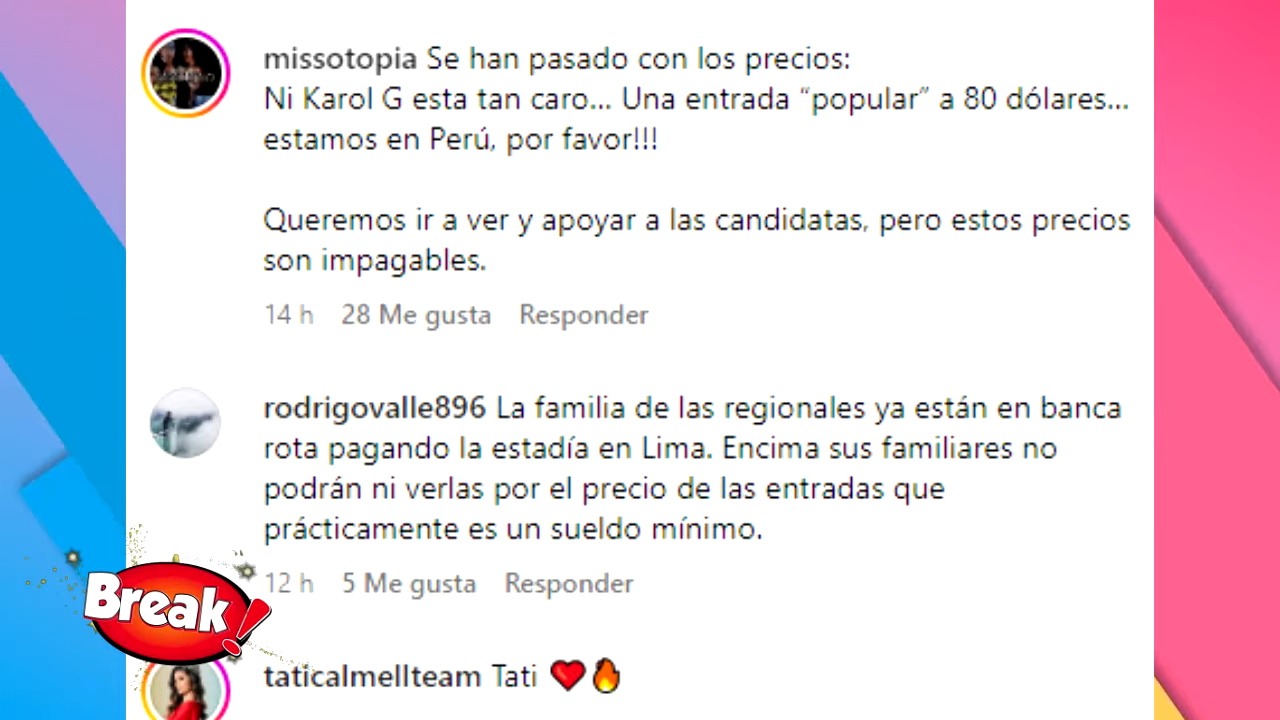 missotopia Se han pasado con los precios:
Ni Karol G esta tan caro... Una entrada “popular” a 80 dólares...
estamos en Perú, por favor!!!
Queremos ir a ver y apoyar a las candidatas, pero estos precios
son impagables.
14 h 28 Me gusta Responder
rodrigovalle896 La familia de las regionales ya están en banca
rota pagando la estadía en Lima. Encima sus familiares no
podrán ni verlas por el precio de las entradas que
prácticamente es un sueldo mínimo.
12 h 5 Me gusta Responder
Break!
taticalmellteam Tati ❤️🔥